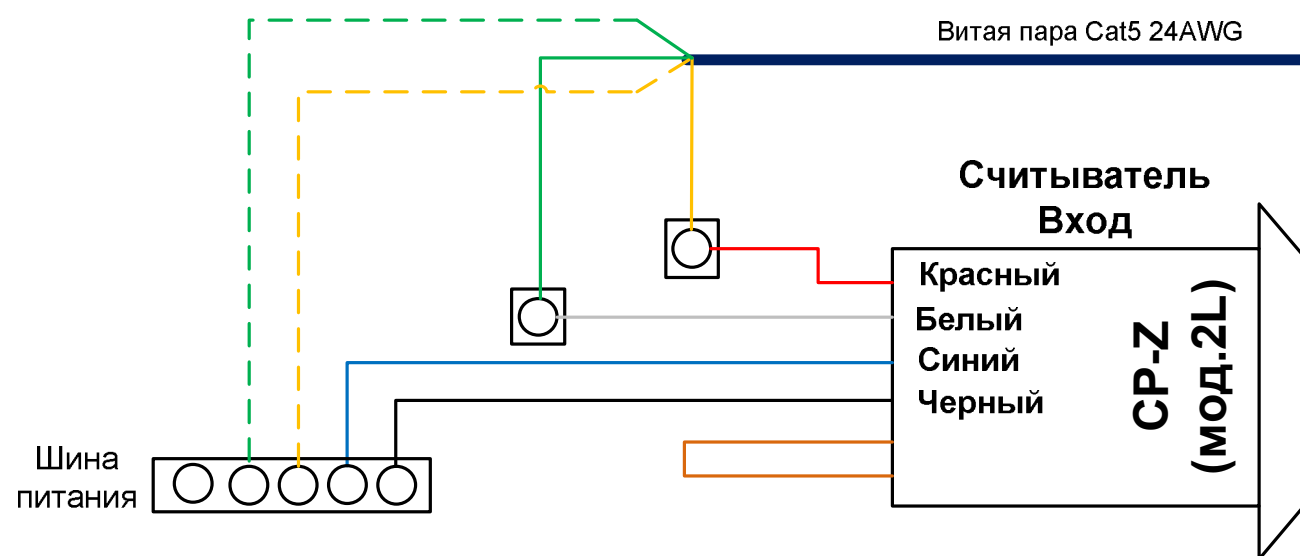 Витая пара Cat5 24AWG
Считыватель
Вход
Красный
Белый
Синий
Черный
CP-Z
(мод.2L)
Шина
питания